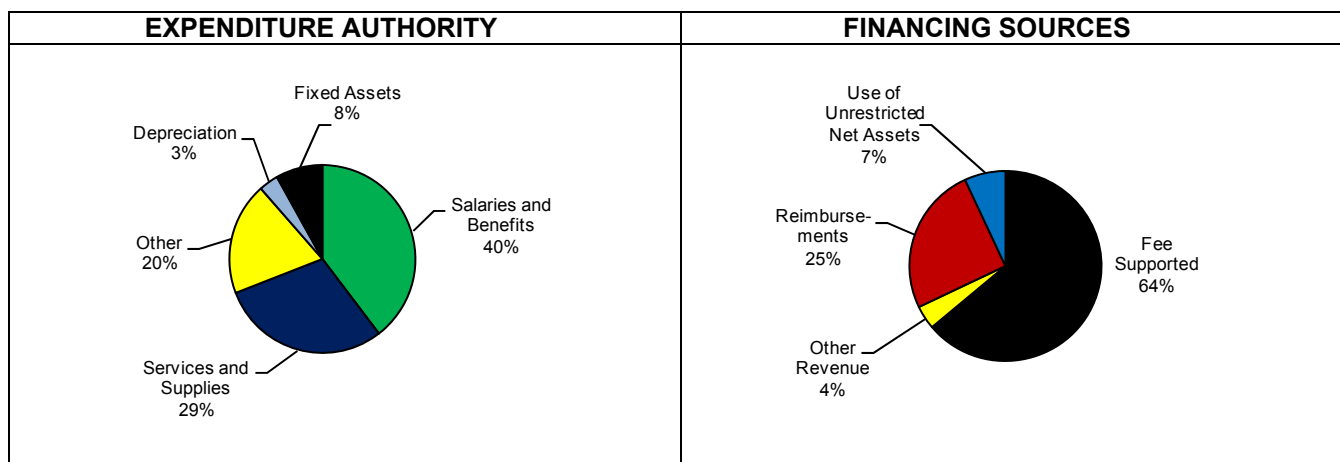 EXPENDITURE AUTHORITY
Fixed Assets
8%
Depreciation
3%
Salaries and
Benefits
40%
Other
20%
Services and
Supplies
29%
FINANCING SOURCES
Use of
Unrestricted
Net Assets
7%
Reimburse-
ments
25%
Fee
Supported
64%
Other
Revenue
4%